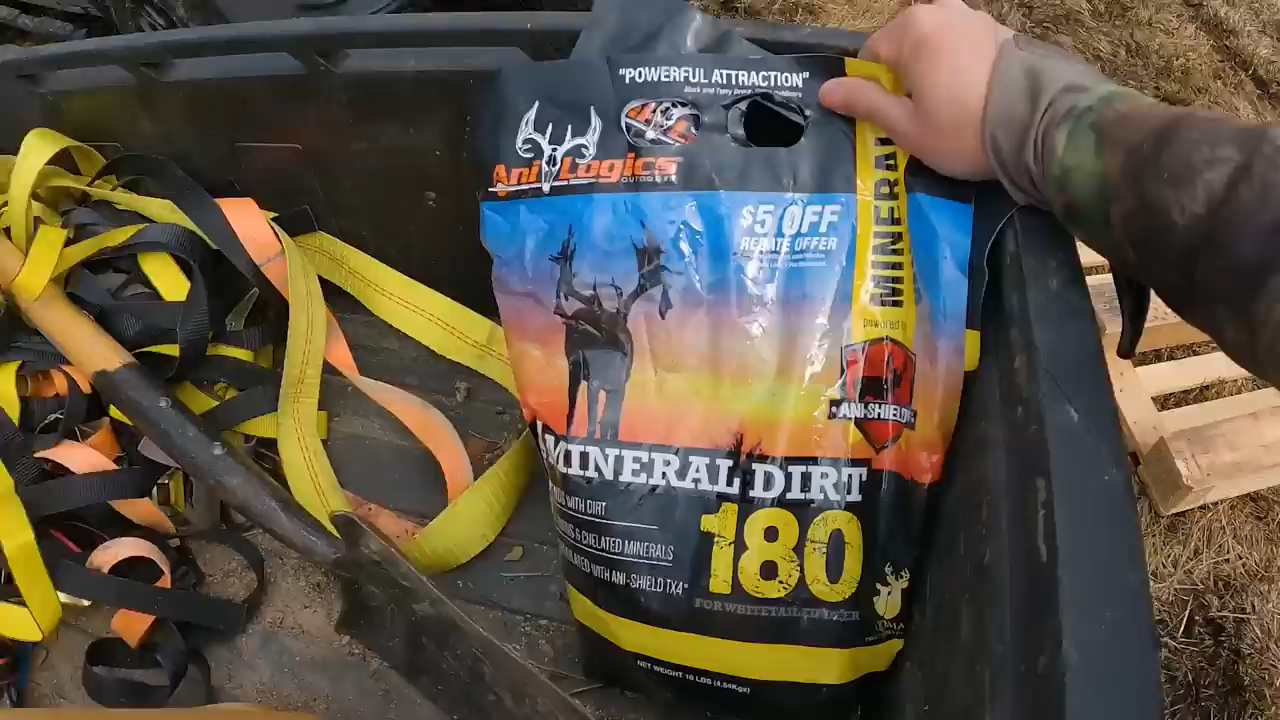 "POWERFUL ATTRACTION"
Ani-Logics
OUTDOORS
$5 OFF
REBATE OFFER
MINERAL
powered
ANI-SHIELD
MINERAL DIRT
180
WITH DIRT
& CHELATED MINERALS
WITH ANI-SHIELD TX4"
FOR WHITETAILED DEER
NET WEIGHT 10 LBS (4.54Kgs)